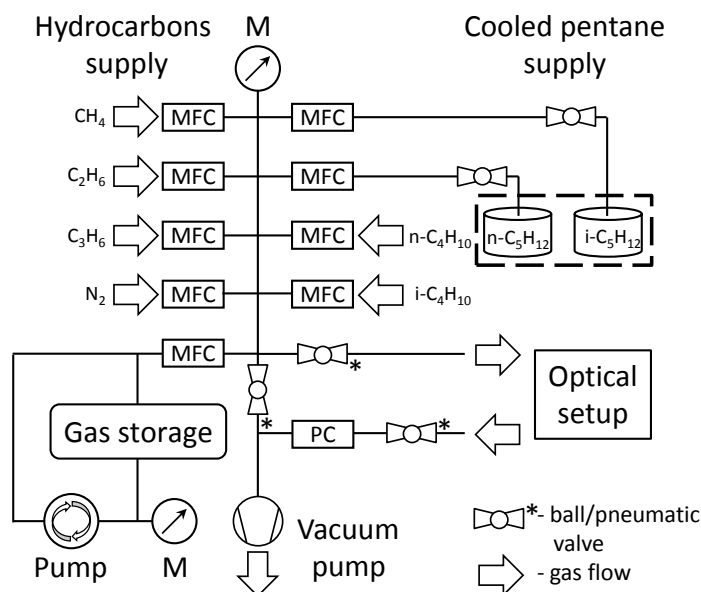 Hydrocarbons
supply
M
Cooled pentane
supply
CH4
MFC
MFC
C2H6
MFC
MFC
C3H6
MFC
MFC
n-C4H10
n-C5H12
i-C5H12
N2
MFC
MFC
i-C4H10
MFC
*
Optical
setup
Gas storage
*
PC
*
Pump
M
Vacuum
pump
*- ball/pneumatic
valve
- gas flow